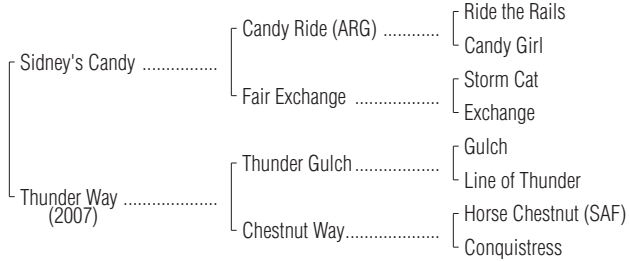 Ride the Rails
Candy Ride (ARG) ............
Candy Girl
Sidney's Candy ................
Storm Cat
Fair Exchange ..................
Exchange
Gulch
Thunder Gulch ..................
Line of Thunder
Thunder Way ....................
(2007)
Horse Chestnut (SAF)
Chestnut Way....................
Conquistress